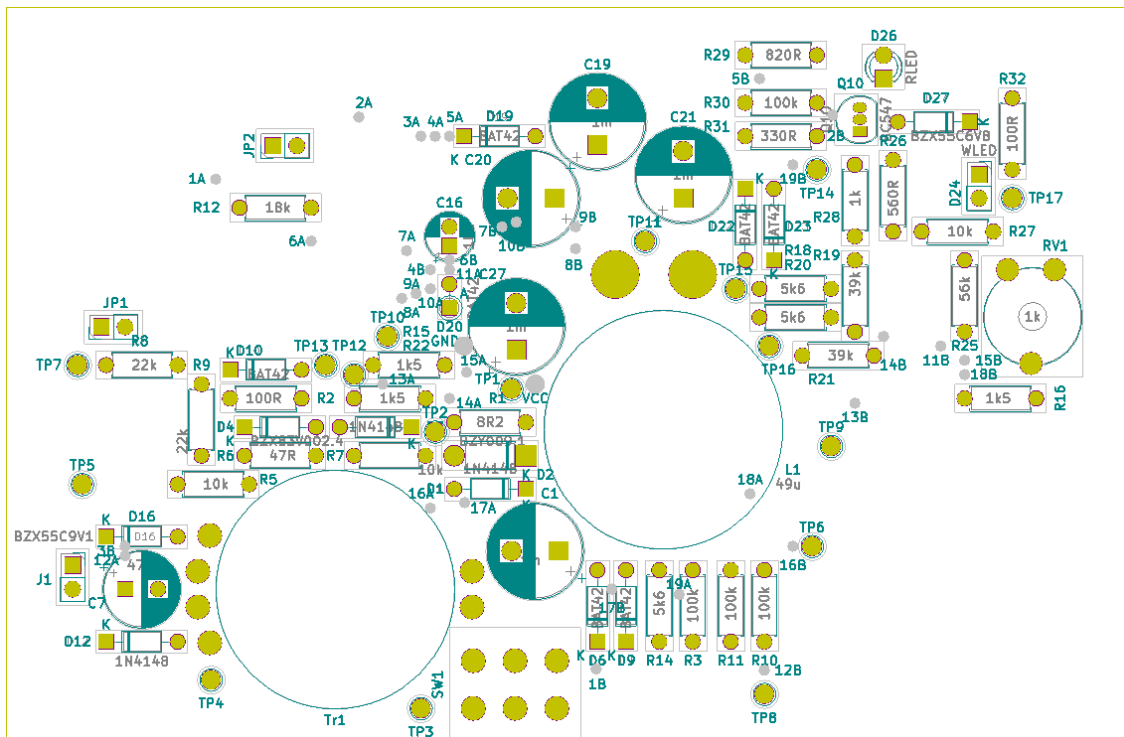 D26
C19
R29
820R
RLED
5B
Q10
R32
D27
2A
R30
100k
5A
D19
3A 4A
BAT42
1m
C21
R31
330R
2B
BC547
K
BZX55C6V8
100R
JP2
K C20
R26
WLED
1A
19B
TP14
K
D24
TP17
R12
18k
C16
1m
1k
560R
9B
TP11
D22
BAT42
BAT42
D23
R28
7B
10B
10k
R27
6A
7A
RV1
6B
8B
R18
R19
4B
11A
C27
R20
TP15
9A
5k6
39k
56k
1k
8A
10A
D20
JP1
TP10
1m
5k6
R15
GND
R8
TP13
TP12
R22
TP16
14B
11B
R25
D10
K
TP7
22k
R9
BAT42
1k5
15A
39k
15B
R21
18B
13A
TP1
R1
VCC
100R
R2
1k5
14A
13B
1k5
R16
TP2
8R2
D4
1N4148
22k
K
BZX83V002.4
K
TP9
R6
47R
R7
10k
1N4148
K
TP5
10k
R5
D1
D2
L1
49u
18A
16A
17A
K
C1
K
D16
BZX55C9V1
D16
TP6
3B
12A
47
16B
J1
C7
BAT42
17B
BAT42
5k6
19A
100k
100k
100k
K
D12
1N4148
K
D6
K
D9
R14
R3
R11
R10
1B
12B
TP4
SW1
TP8
Tr1
TP3